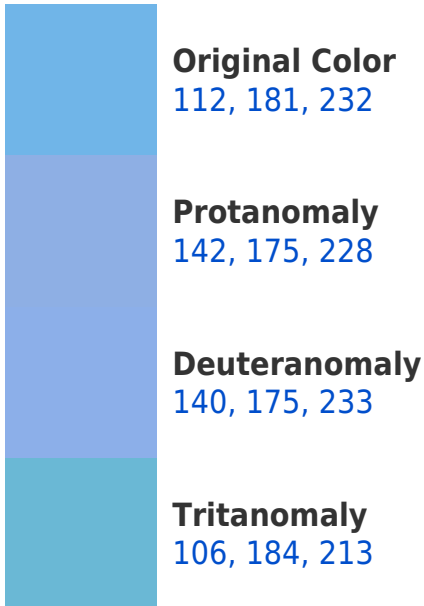 Original Color
112, 181, 232
Protanomaly
142, 175, 228
Deuteranomaly
140, 175, 233
Tritanomaly
106, 184, 213